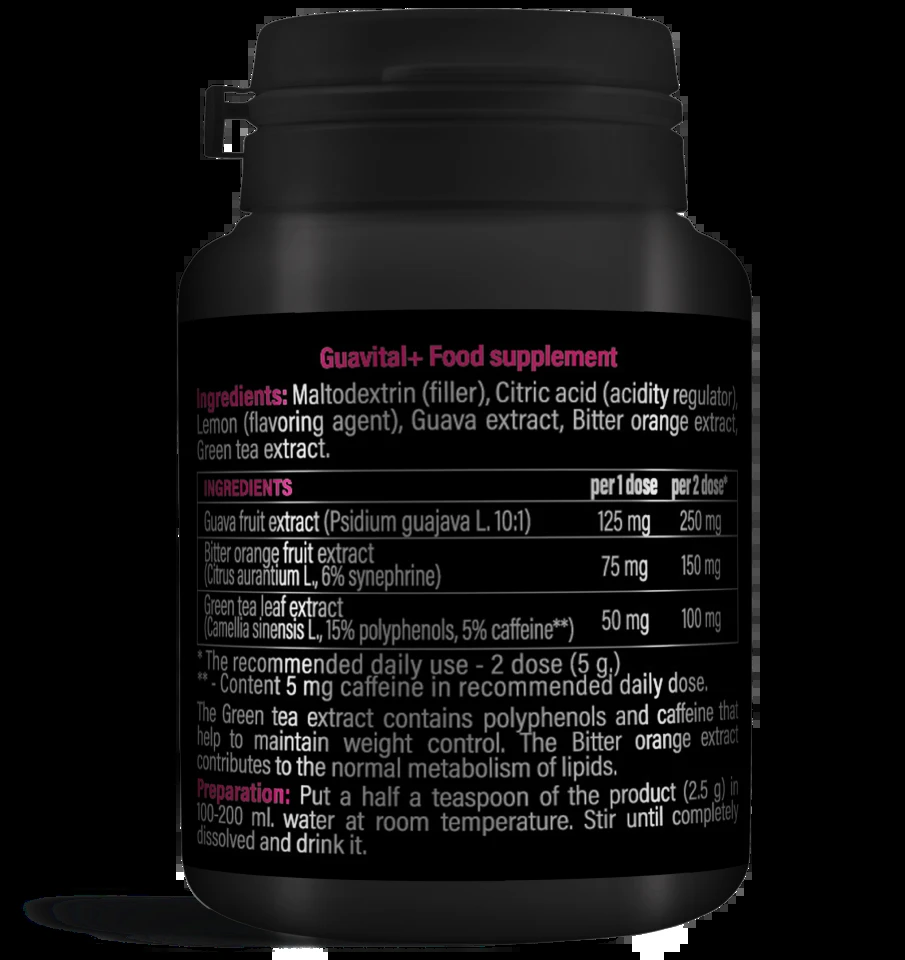 Guavital+ Food supplement
Ingredients: Maltodextrin (filler), Citric acid (acidity regulator),
Lemon (flavoring agent), Guava extract, Bitter orange extract,
Green tea extract.
INGREDIENTS per 1 dose per 2 dose*
Guava fruit extract (Psidium guajava L. 10:1) 125 mg 250 mg
Bitter orange fruit extract
(Citrus aurantium L., 6% synephrine) 75 mg 150 mg
Green tea leaf extract
(Camellia sinensis L., 15% polyphenols, 5% caffeine**) 50 mg 100 mg
* The recommended daily use - 2 dose (5 g.)
** - Content 5 mg caffeine in recommended daily dose.
The Green tea extract contains polyphenols and caffeine that
help to maintain weight control. The Bitter orange extract
contributes to the normal metabolism of lipids.
Preparation: Put a half a teaspoon of the product (2.5 g) in
100-200 ml. water at room temperature. Stir until completely
dissolved and drink it.